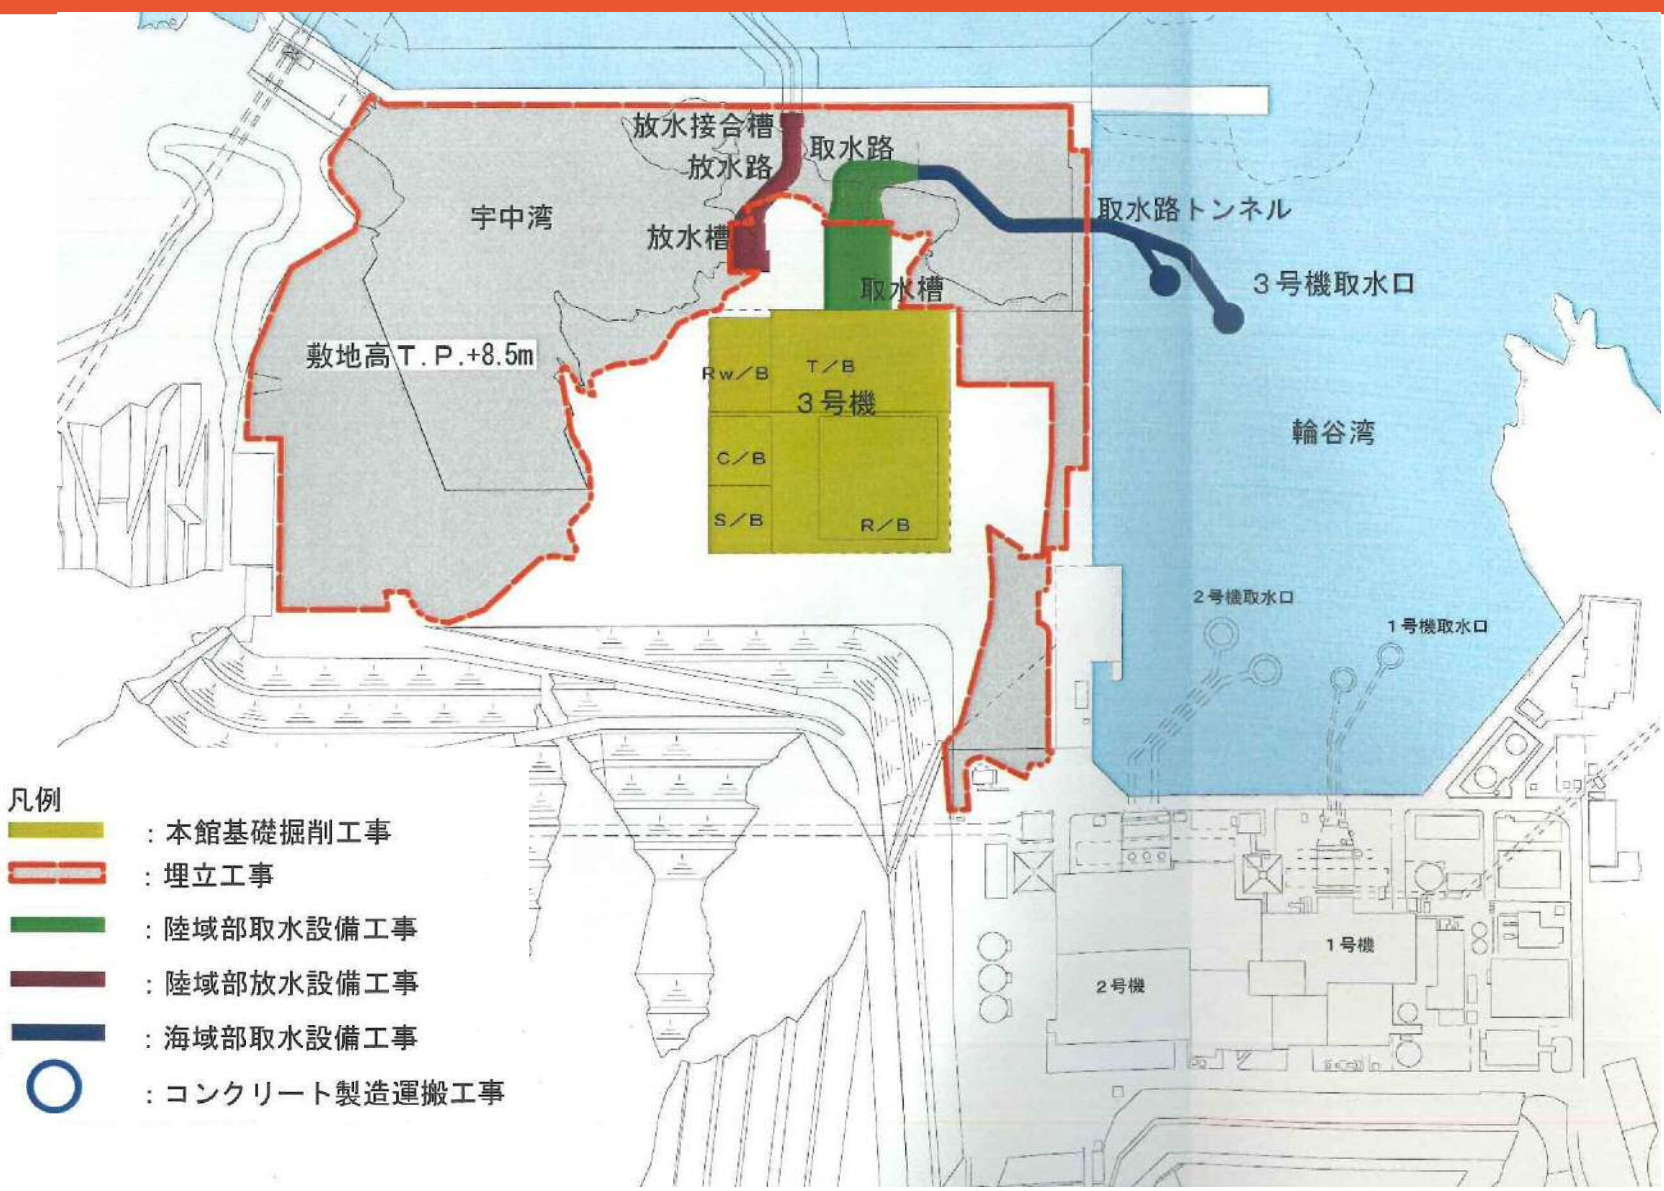 放水接合槽
放水路
取水路
宇中湾
放水槽
取水路トンネル
3号機取水口
取水槽
敷地高T.P.+8.5m
Rw/B
T/B
3号機
輪谷湾
C/B
S/B
R/B
2号機取水口
1号機取水口
凡例
:本館基礎掘削工事
:埋立工事
:陸域部取水設備工事
:陸域部放水設備工事
:海域部取水設備工事
:コンクリート製造運搬工事
1号機
2号機